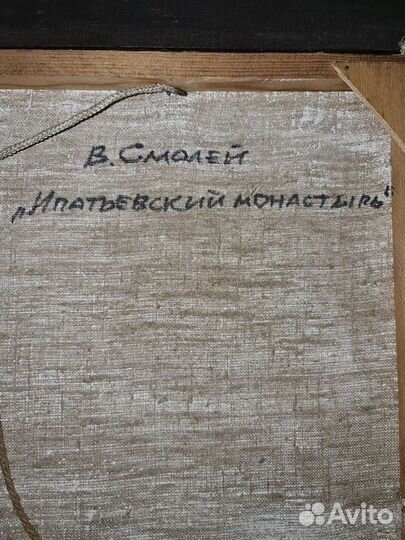 В. Смолей
„Ипатьевский монастырь“
Avito